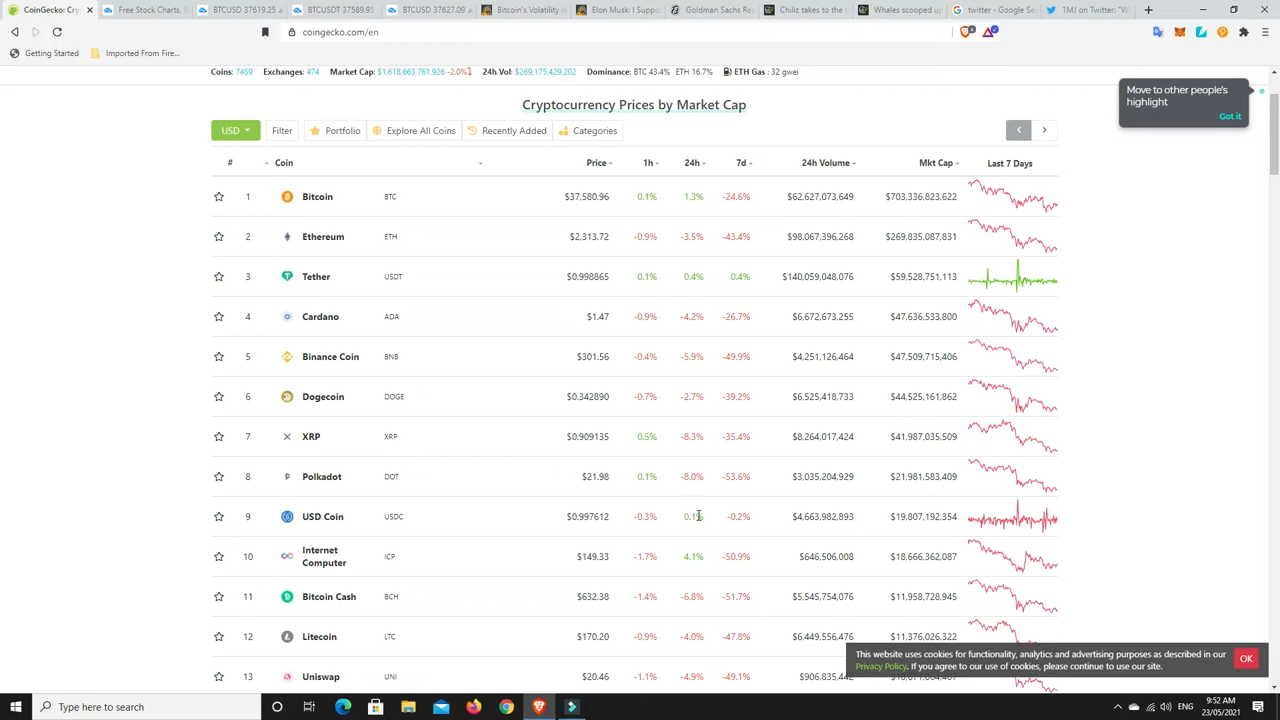 CoinGecko: Cry
Free Stock Charts, S
BTCUSD 37619.25
BTCUSDT 37589.95
BTCUSD 37627.09
Bitcoin's Volatility I
Elon Musk: I Suppor
Goldman Sachs Real
Chiliz takes to the
Whales scooped up
twitter - Google Se
1MJ on Twitter: "W
coingecko.com/en
Getting Started
Imported From Fire...
Coins: 7459 Exchanges: 474 Market Cap: $1,618,663,761,926 -2.0% 24h Vol: $269,175,429,202 Dominance: BTC 43.4% ETH 16.7% ETH Gas: 32 gwei
Move to other people's
highlight
Got it
Cryptocurrency Prices by Market Cap
USD Filter Portfolio Explore All Coins Recently Added Categories
# Coin Price 1h 24h 7d 24h Volume Mkt Cap Last 7 Days
1 Bitcoin BTC $37,580.96 0.1% 1.3% -24.6% $62,627,073,649 $703,336,823,622
2 Ethereum ETH $2,313.72 -0.9% -3.5% -43.4% $98,067,396,268 $269,835,087,831
3 Tether USDT $0.998865 0.1% 0.4% 0.4% $140,059,048,076 $59,528,751,113
4 Cardano ADA $1.47 -0.9% -4.2% -26.7% $6,672,673,255 $47,636,533,800
5 Binance Coin BNB $301.56 -0.4% -5.9% -49.9% $4,251,126,464 $47,509,715,406
6 Dogecoin DOGE $0.342890 -0.7% -2.7% -39.2% $6,525,418,733 $44,525,161,862
7 XRP XRP $0.909135 0.5% -8.3% -35.4% $8,264,017,424 $41,987,035,509
8 Polkadot DOT $21.98 0.1% -8.0% -53.6% $3,035,204,929 $21,981,583,409
9 USD Coin USDC $0.997612 -0.3% 0.1% -0.2% $4,663,982,893 $19,807,192,354
10 Internet Computer ICP $149.33 -1.7% 4.1% -50.9% $646,506,008 $18,666,362,087
11 Bitcoin Cash BCH $632.38 -1.4% -6.8% -51.7% $5,545,754,076 $11,958,728,945
12 Litecoin LTC $170.20 -0.9% -4.0% -47.8% $6,449,556,476 $11,376,026,322
13 Uniswap UNI $20.46 -1.1% -4.9% -49.1%
This website uses cookies for functionality, analytics and advertising purposes as described in our
Privacy Policy. If you agree to our use of cookies, please continue to use our site.
OK
Type here to search
ENG
9:52 AM
23/05/2021